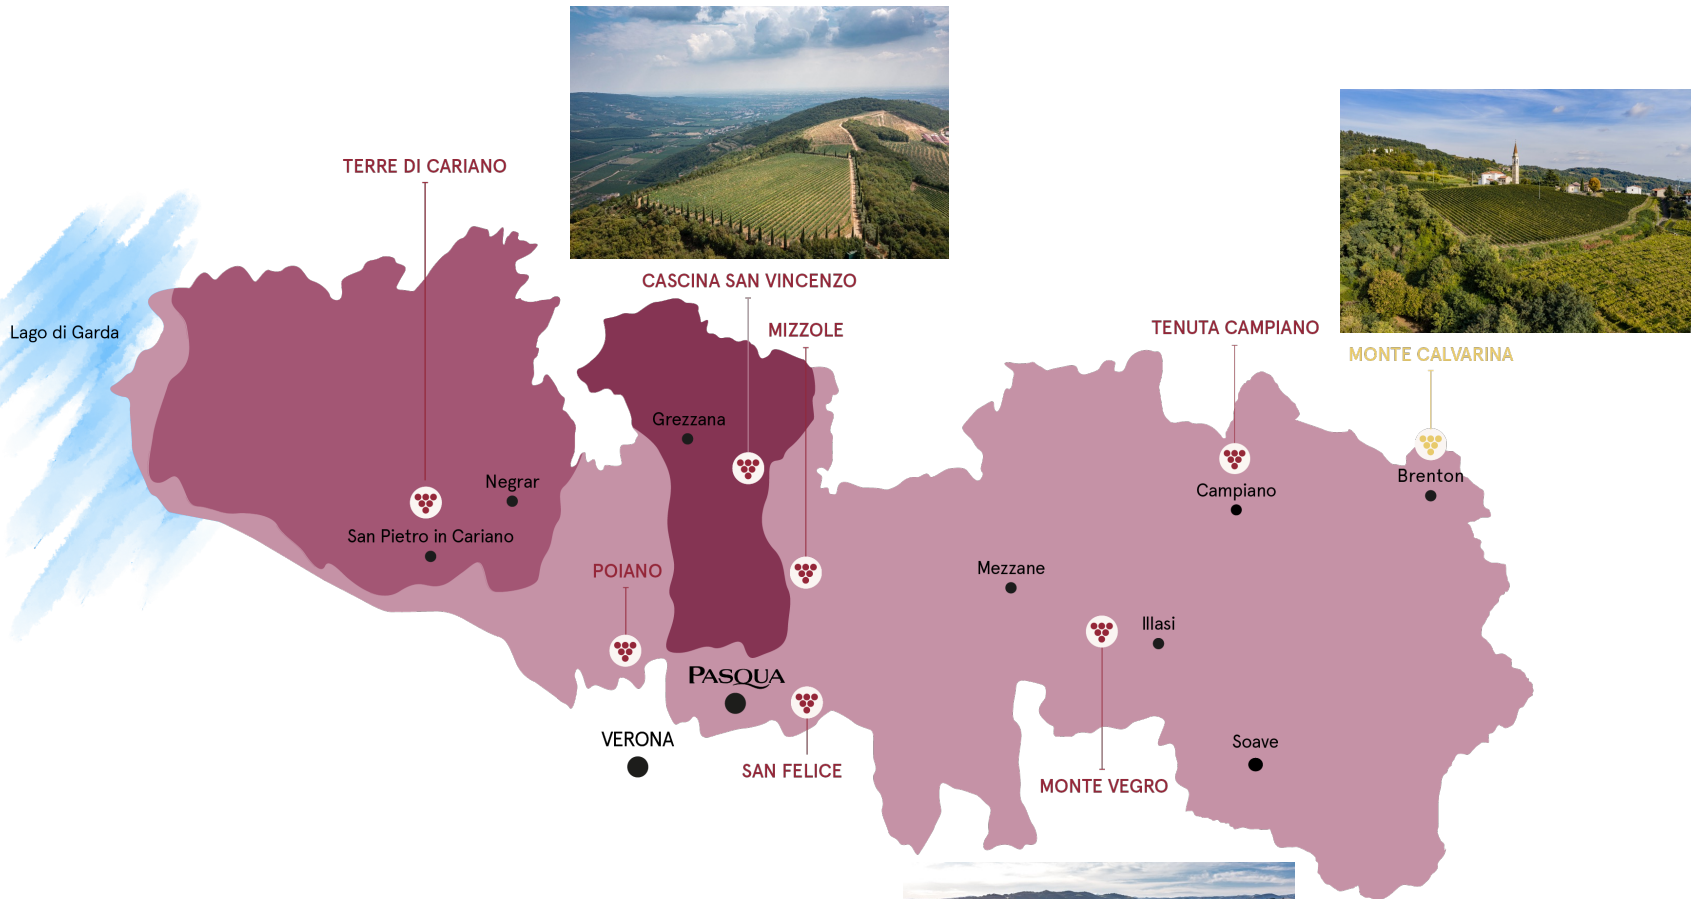 TERRE DI CARIANO
CASCINA SAN VINCENZO
MIZZOLE
TENUTA CAMPIANO
MONTE CALVARINA
Lago di Garda
Grezzana
Negrar
San Pietro in Cariano
Campiano
Brenton
POIANO
Mezzane
Illasi
PASQUA
VERONA
SAN FELICE
Soave
MONTE VEGRO